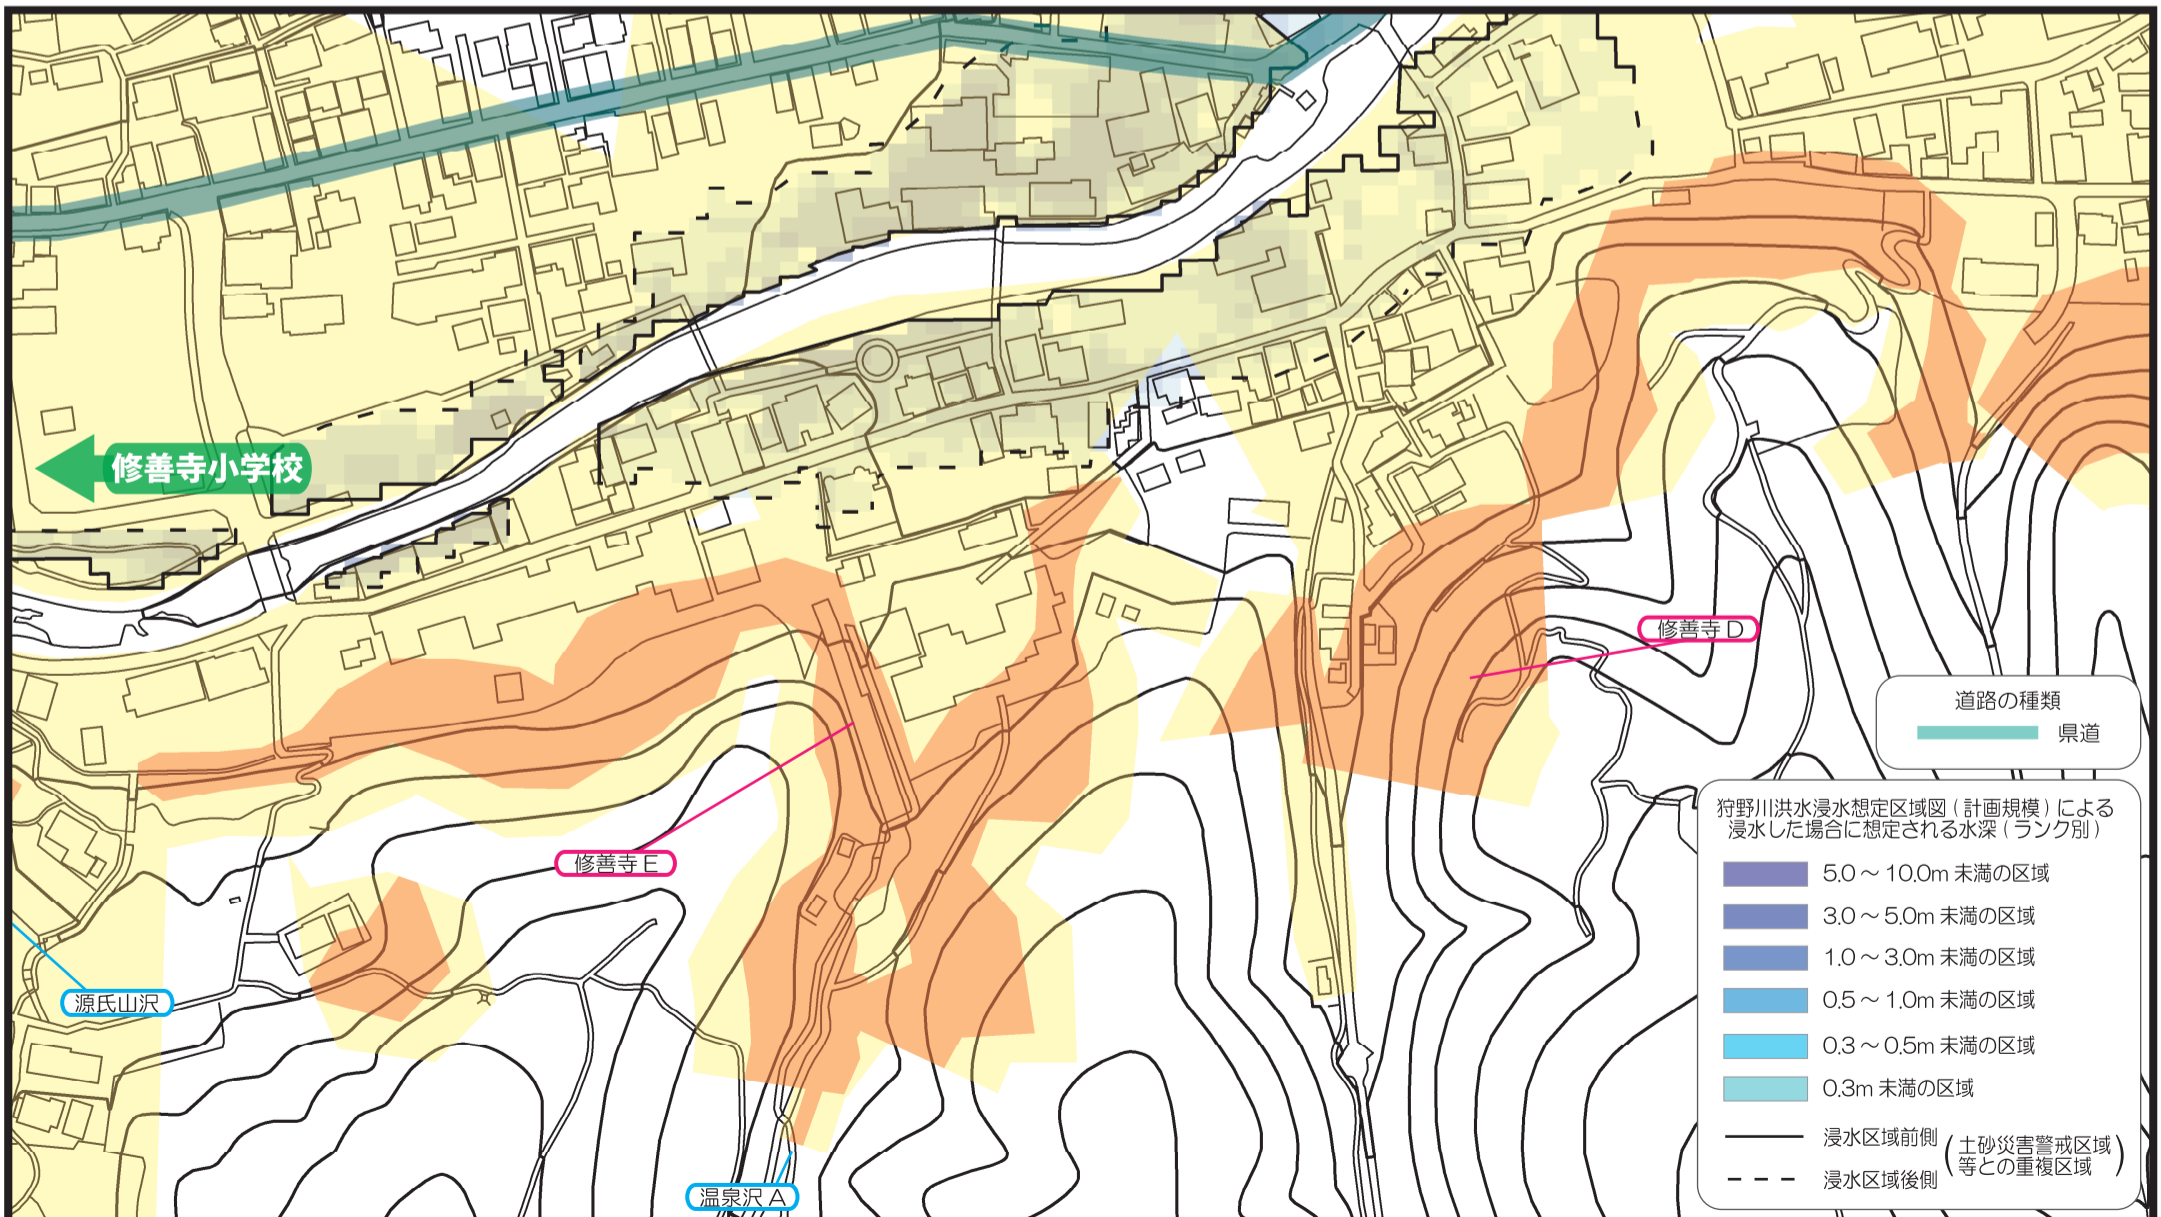 修善寺小学校
修善寺D
修善寺E
源氏山沢
温泉沢A
道路の種類
県道
狩野川洪水浸水想定区域図(計画規模)による
浸水した場合に想定される水深(ランク別)
5.0～10.0m 未満の区域
3.0～5.0m 未満の区域
1.0～3.0m 未満の区域
0.5～1.0m 未満の区域
0.3～0.5m 未満の区域
0.3m 未満の区域
浸水区域前側
浸水区域後側
(土砂災害警戒区域
等との重複区域)